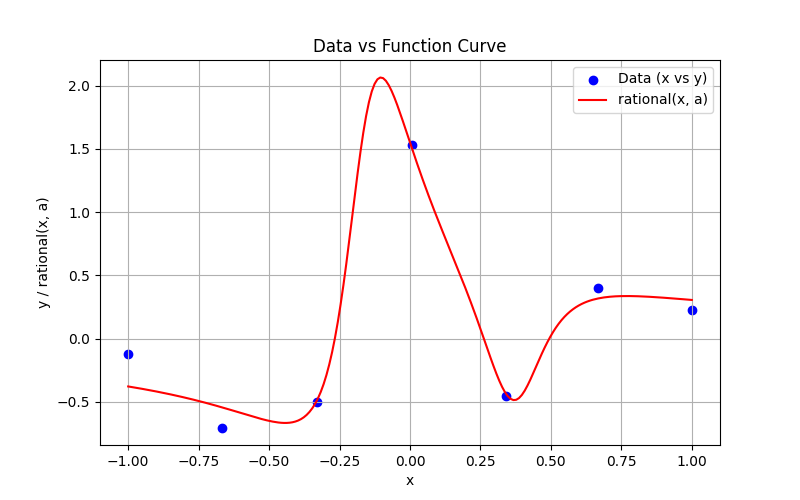 Data vs Function Curve
Data (x vs y)
rational(x, a)
y / rational(x, a)
2.0
1.5
1.0
0.5
0.0
−0.5
−1.00 −0.75 −0.50 −0.25 0.00 0.25 0.50 0.75 1.00
x